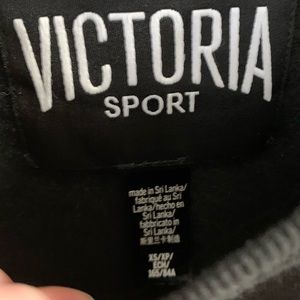 VICTORIA
SPORT
made in Sri Lanka/
fabriqué au Sri
Lanka/hecho en
Sri Lanka/
fabbricato in
Sri Lanka/
斯里兰卡制造
XS/XP/
ECH/
165/84A